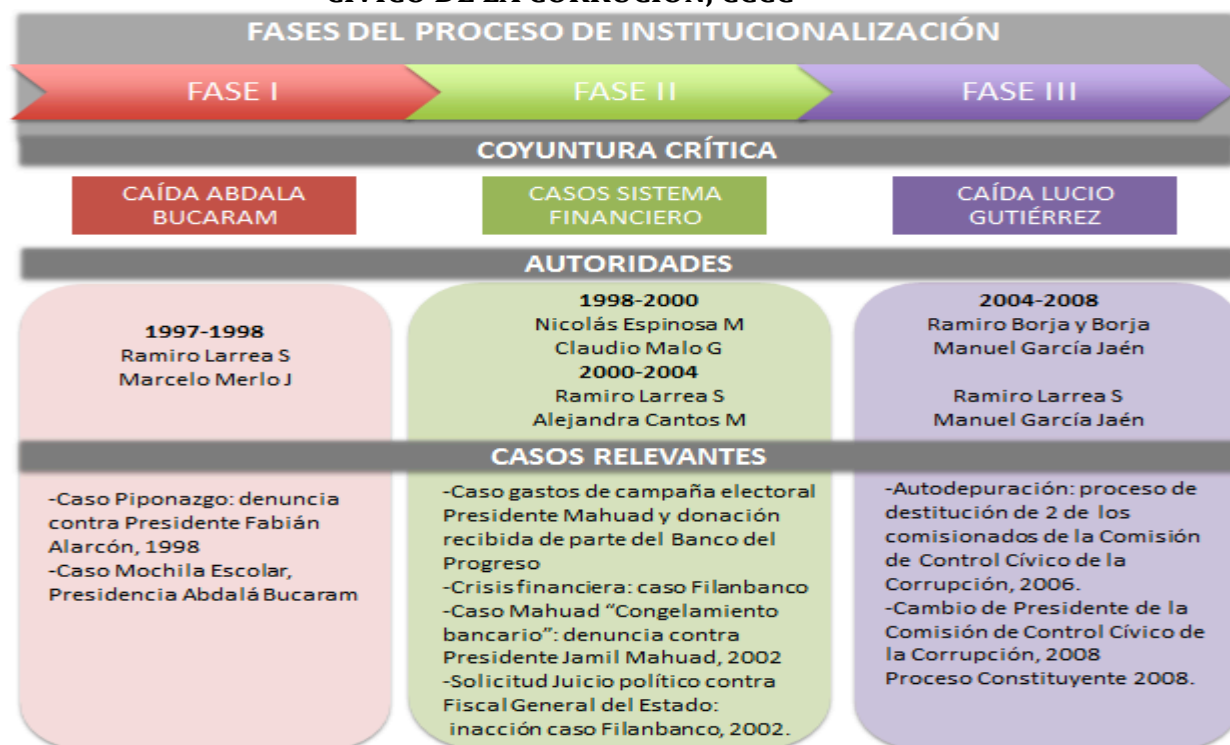 CÍVICO DE LA CORRUCIÓN, CCCC
FASES DEL PROCESO DE INSTITUCIONALIZACIÓN
FASE I
FASE II
FASE III
COYUNTURA CRÍTICA
CAÍDA ABDALA
BUCARAM
CASOS SISTEMA
FINANCIERO
CAÍDA LUCIO
GUTIÉRREZ
AUTORIDADES
1997-1998
Ramiro Larrea S
Marcelo Merlo J
1998-2000
Nicolás Espinosa M
Claudio Malo G
2000-2004
Ramiro Larrea S
Alejandra Cantos M
2004-2008
Ramiro Borja y Borja
Manuel García Jaén
Ramiro Larrea S
Manuel García Jaén
CASOS RELEVANTES
-Caso Piponazgo: denuncia
contra Presidente Fabián
Alarcón, 1998
-Caso Mochila Escolar,
Presidencia Abdalá Bucaram
-Caso gastos de campaña electoral
Presidente Mahuad y donación
recibida de parte del Banco del
Progreso
-Crisis financiera: caso Filanbanco
-Caso Mahuad “Congelamiento
bancario”: denuncia contra
Presidente Jamil Mahuad, 2002
-Solicitud Juicio político contra
Fiscal General del Estado:
inacción caso Filanbanco, 2002.
-Autodepuración: proceso de
destitución de 2 de los
comisionados de la Comisión
de Control Cívico de la
Corrupción, 2006.
-Cambio de Presidente de la
Comisión de Control Cívico de
la Corrupción, 2008
Proceso Constituyente 2008.